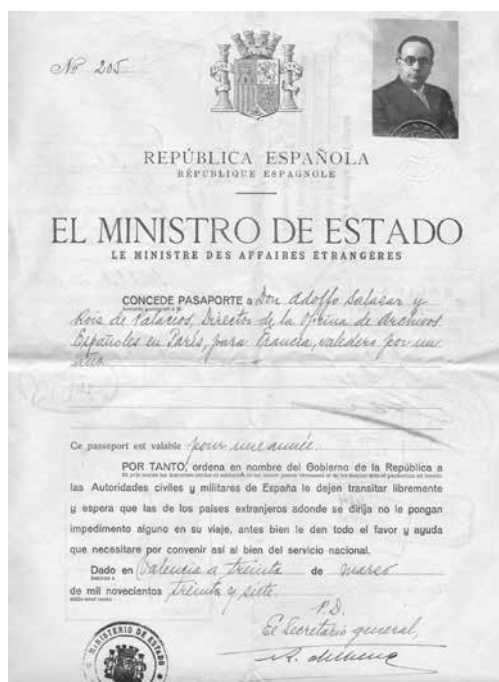 Nº 205
REPÚBLICA ESPAÑOLA
RÉPUBLIQUE ESPAGNOLE
EL MINISTRO DE ESTADO
LE MINISTRE DES AFFAIRES ÉTRANGÈRES
CONCEDE PASAPORTE a Don Adolfo Salazar y
Rois de Palacios, Director de la Oficina de Archivos
Españoles en París, para Francia, valedero por un
año
Ce passeport est valable pour une année.
POR TANTO, ordena en nombre del Gobierno de la República a
las Autoridades civiles y militares de España le dejen transitar libremente
y espera que las de los países extranjeros adonde se dirija no le pongan
impedimento alguno en su viaje, antes bien le den todo el favor y ayuda
que necesitare por convenir así al bien del servicio nacional.
Dado en Valencia a treinta de marzo
de mil novecientos treinta y siete.
P.D.
El Secretario general,
MINISTERIO DE ESTADO